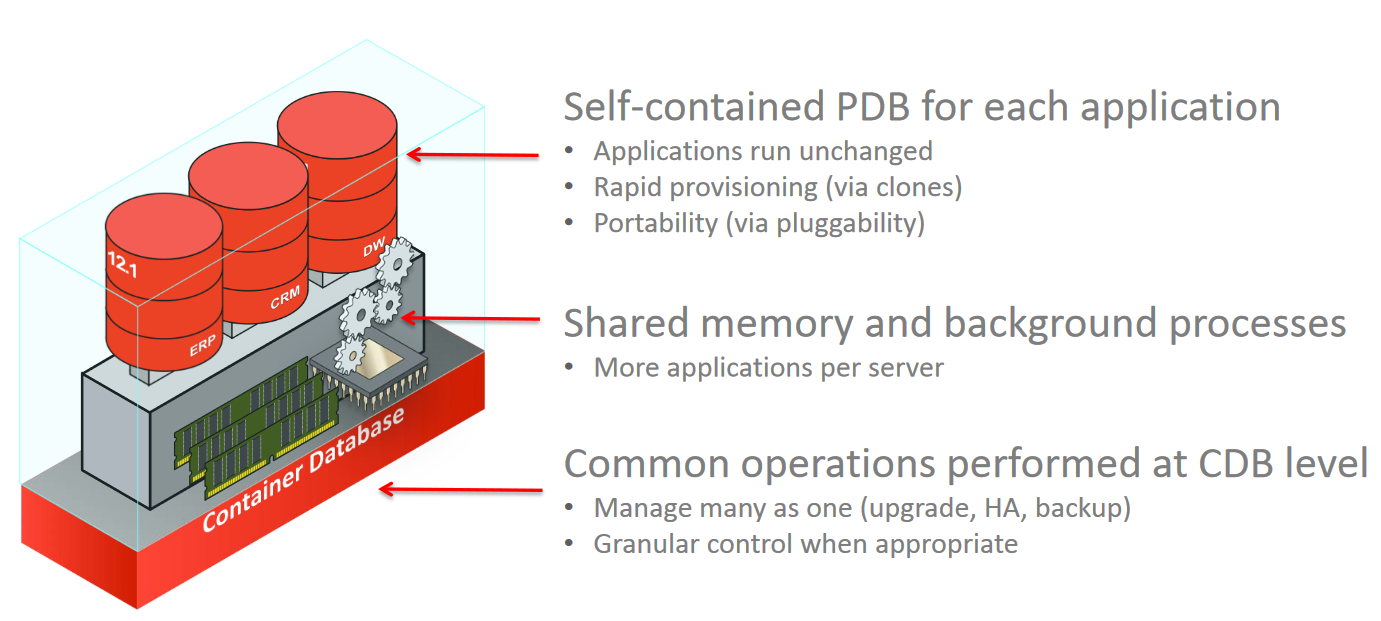 Self-contained PDB for each application
• Applications run unchanged
• Rapid provisioning (via clones)
• Portability (via pluggability)
12.1
DW
CRM
ERP
Shared memory and background processes
• More applications per server
Container Database
Common operations performed at CDB level
• Manage many as one (upgrade, HA, backup)
• Granular control when appropriate